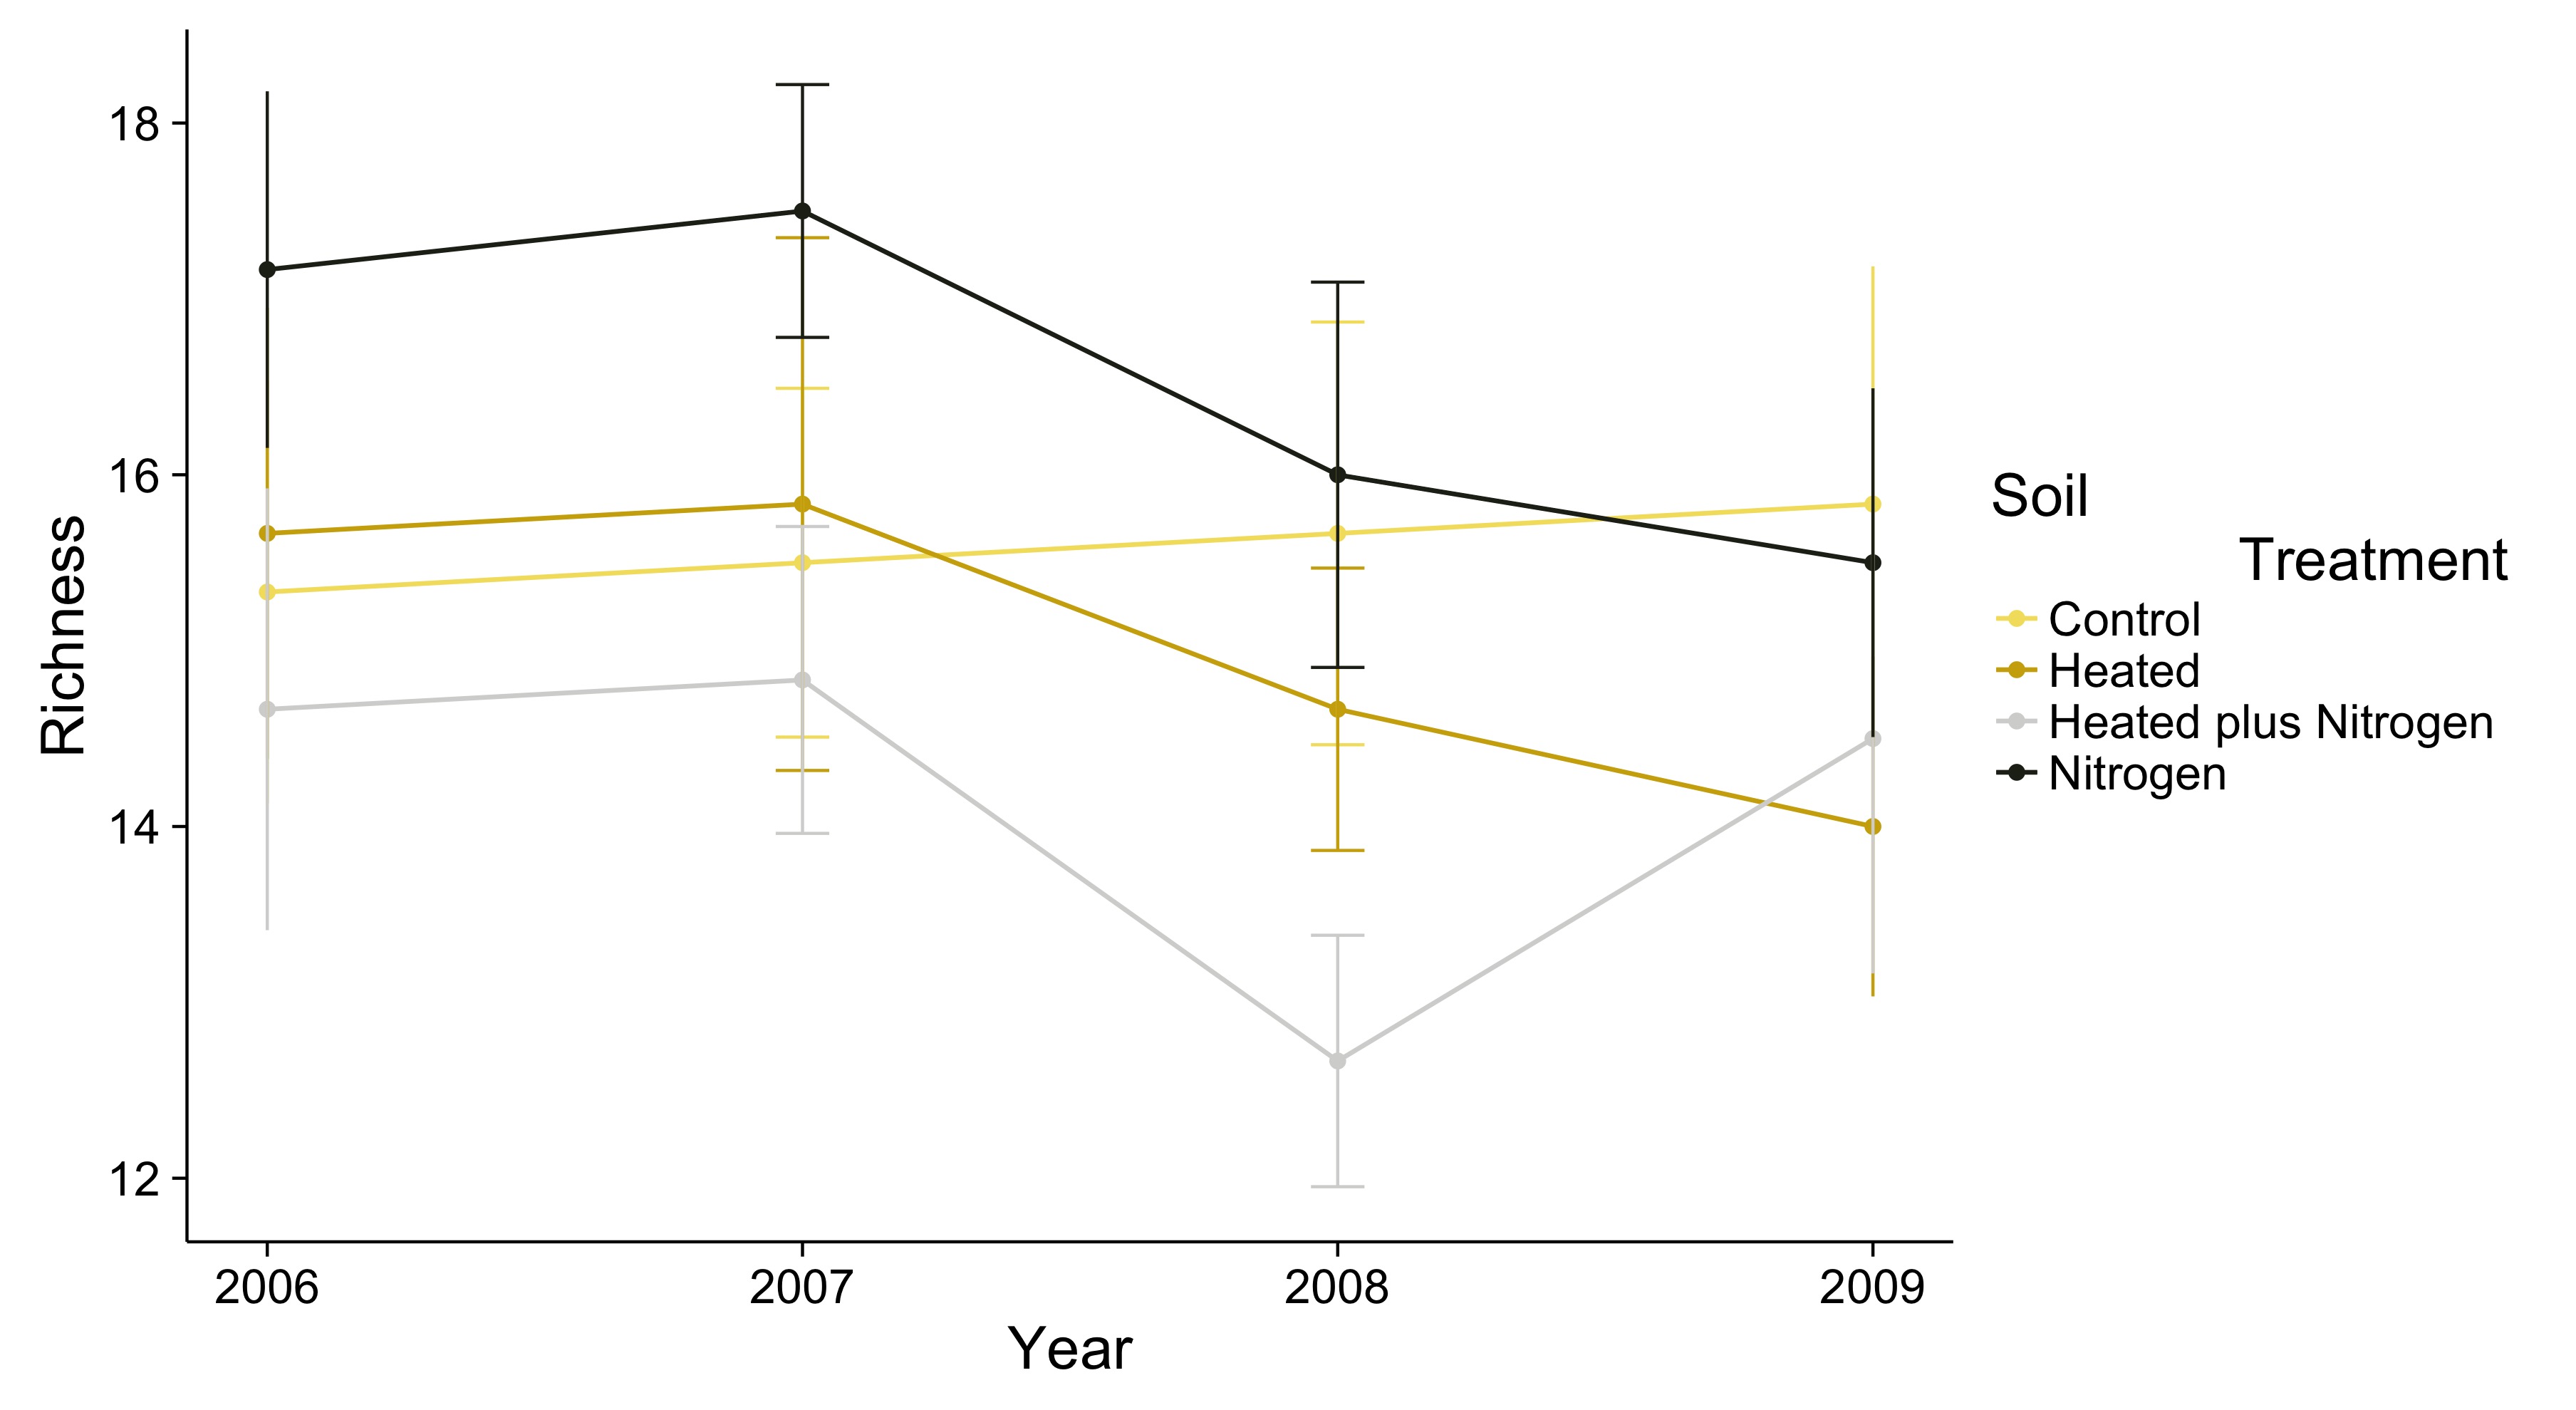 18
16
14
12
Richness
2006 2007 2008 2009
Year
Soil
Treatment
Control
Heated
Heated plus Nitrogen
Nitrogen